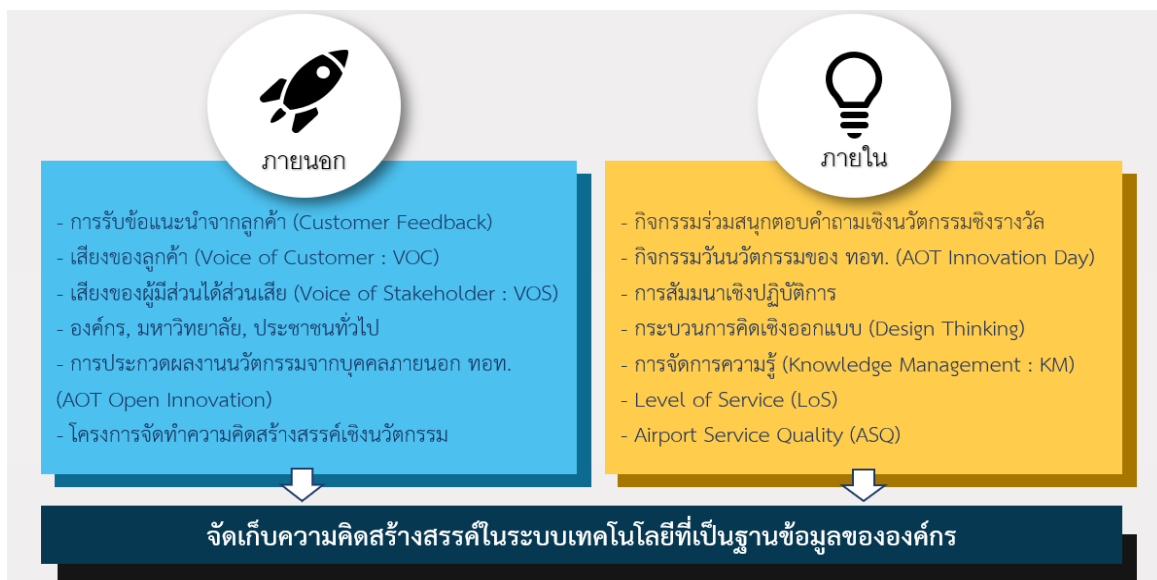 ภายนอก
- การรับข้อแนะนำจากลูกค้า (Customer Feedback)
- เสียงของลูกค้า (Voice of Customer : VOC)
- เสียงของผู้มีส่วนได้ส่วนเสีย (Voice of Stakeholder : VOS)
- องค์กร, มหาวิทยาลัย, ประชาชนทั่วไป
- การประกวดผลงานนวัตกรรมจากบุคคลภายนอก ทอท.
(AOT Open Innovation)
- โครงการจัดทำความคิดสร้างสรรค์เชิงนวัตกรรม
ภายใน
- กิจกรรมร่วมสนุกตอบคำถามเชิงนวัตกรรมชิงรางวัล
- กิจกรรมวันนวัตกรรมของ ทอท. (AOT Innovation Day)
- การสัมมนาเชิงปฏิบัติการ
- กระบวนการคิดเชิงออกแบบ (Design Thinking)
- การจัดการความรู้ (Knowledge Management : KM)
- Level of Service (LoS)
- Airport Service Quality (ASQ)
จัดเก็บความคิดสร้างสรรค์ในระบบเทคโนโลยีที่เป็นฐานข้อมูลขององค์กร